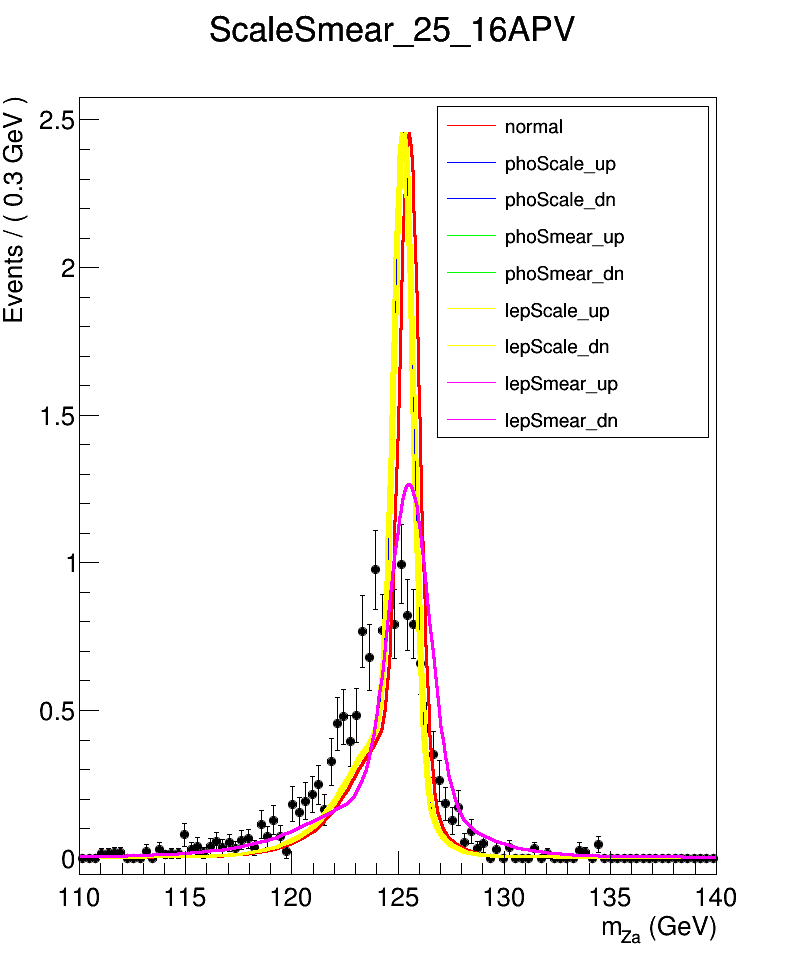 ScaleSmear_25_16APV
Events / ( 0.3 GeV )
2.5
2
1.5
1
0.5
0
normal
phoScale_up
phoScale_dn
phoSmear_up
phoSmear_dn
lepScale_up
lepScale_dn
lepSmear_up
lepSmear_dn
110 115 120 125 130 135 140
m_Za (GeV)